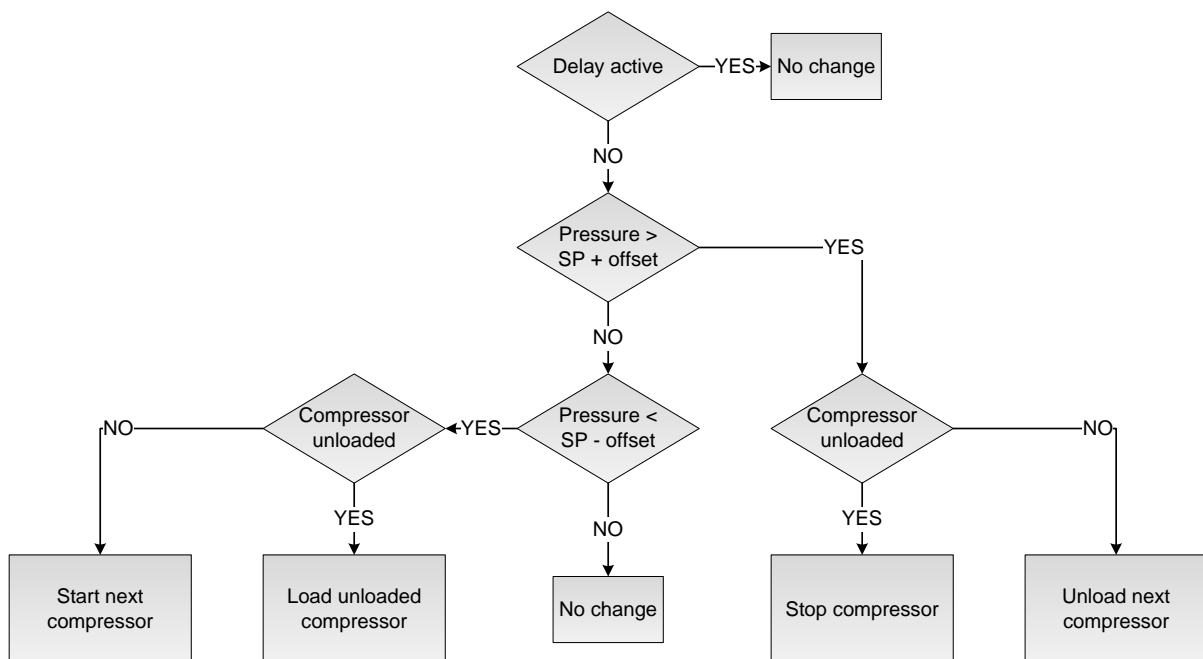 Delay active
YES
No change
NO
Pressure >
SP + offset
YES
NO
Compressor
unloaded
Pressure <
SP - offset
Compressor
unloaded
NO
YES
NO
YES
NO
YES
Start next
compressor
Load unloaded
compressor
No change
Stop compressor
Unload next
compressor